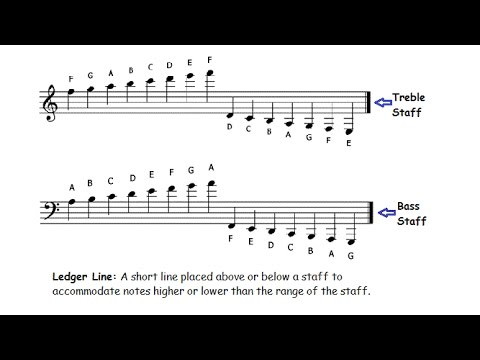 F G A B C D E F
Treble
Staff
D C B A G F E
A B C D E F G A
Bass
Staff
F E D C B A G
Ledger Line: A short line placed above or below a staff to
accommodate notes higher or lower than the range of the staff.